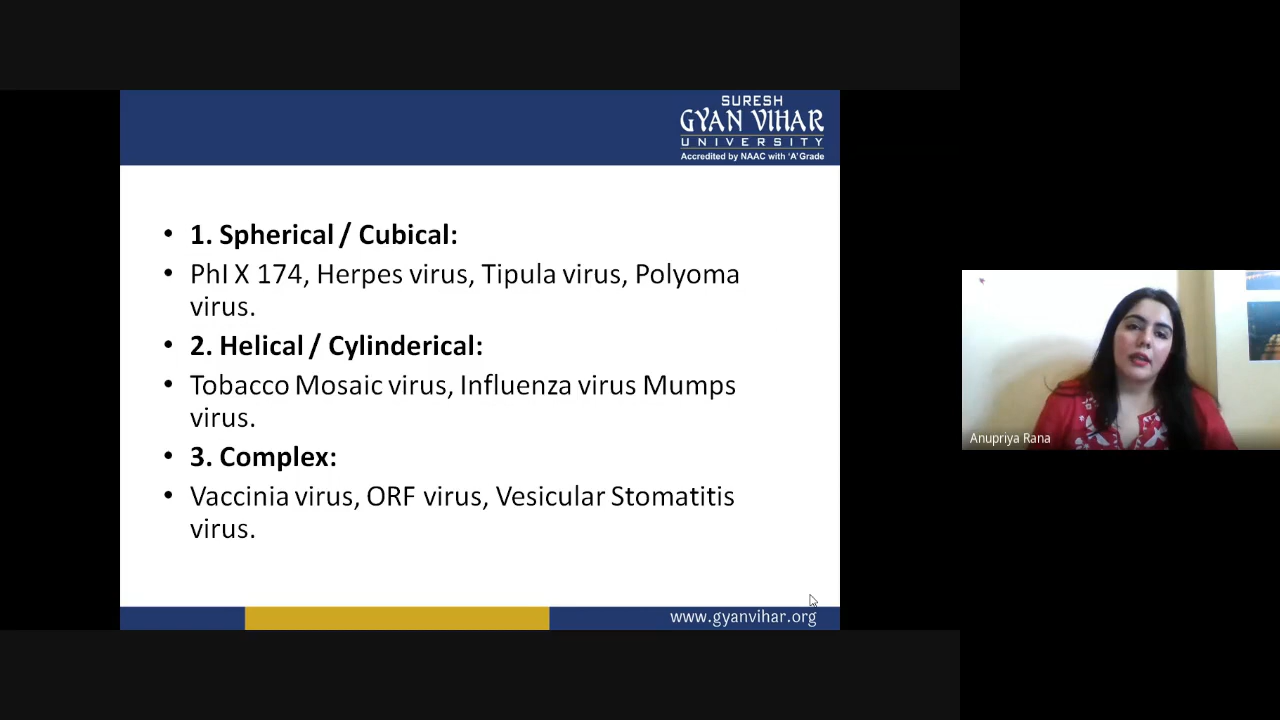 SURESH
GYAN VIHAR
UNIVERSITY
Accredited by NAAC with 'A' Grade
• 1. Spherical / Cubical:
• PhI X 174, Herpes virus, Tipula virus, Polyoma
virus.
• 2. Helical / Cylinderical:
• Tobacco Mosaic virus, Influenza virus Mumps
virus.
• 3. Complex:
• Vaccinia virus, ORF virus, Vesicular Stomatitis
virus.
www.gyanvihar.org
Anupriya Rana